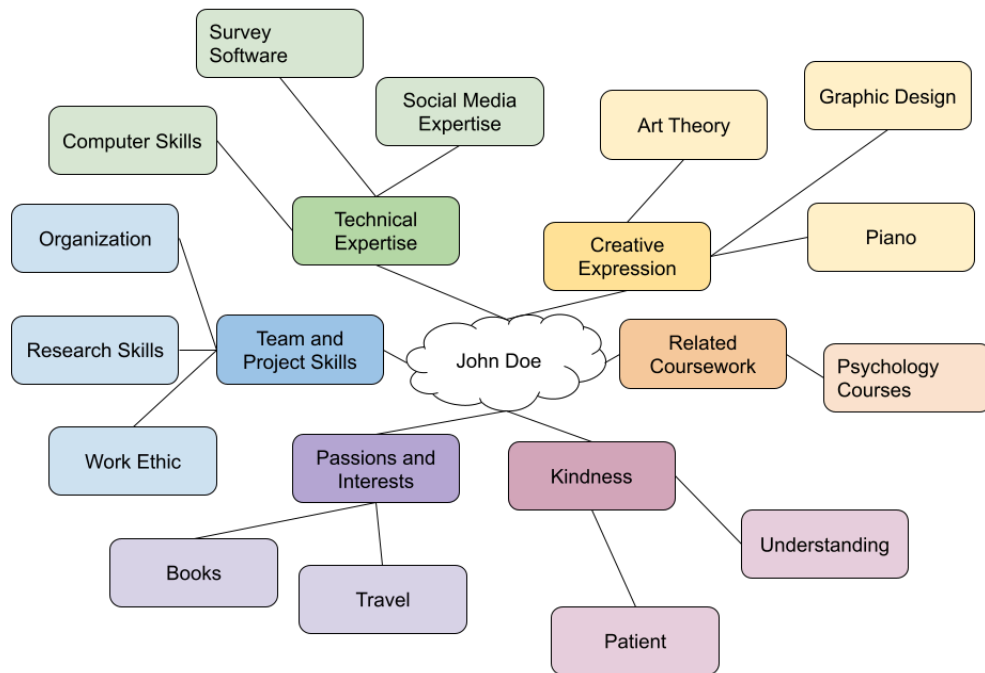 Survey
Software
Social Media
Expertise
Computer Skills
Technical
Expertise
Art Theory
Graphic Design
Piano
Creative
Expression
Organization
Research Skills
Work Ethic
Team and
Project Skills
John Doe
Related
Coursework
Psychology
Courses
Passions and
Interests
Books
Travel
Kindness
Understanding
Patient